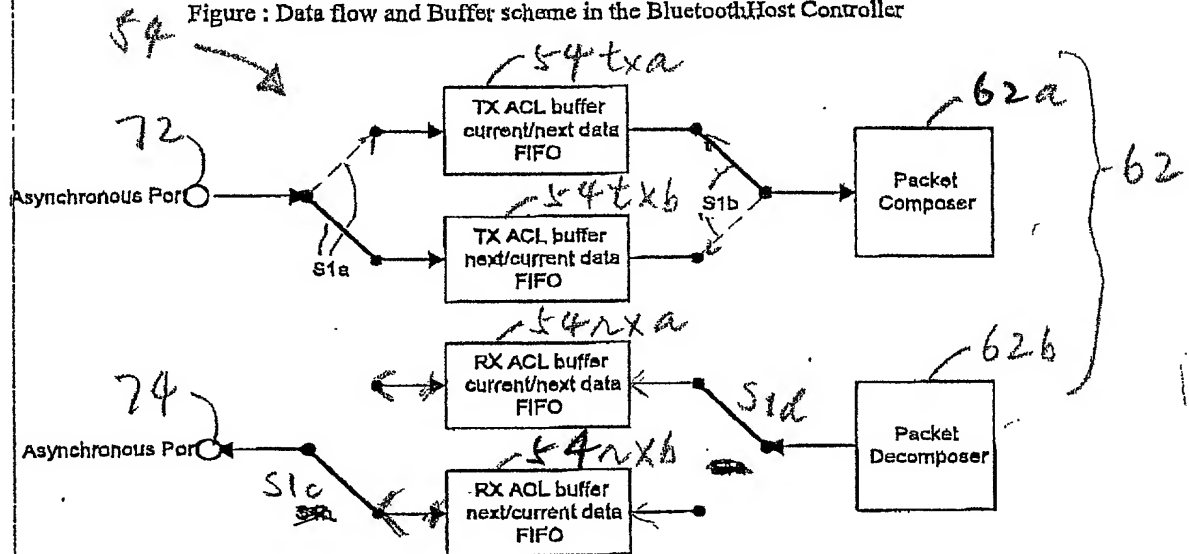 Figure : Data flow and Buffer scheme in the BluetoothHost Controller
54
54txa
62a
TX ACL buffer
current/next data
FIFO
72
Asynchronous Por
62
Packet
Composer
54txb
S1b
S1a
TX ACL buffer
next/current data
FIFO
54rxa
62b
RX ACL buffer
current/next data
FIFO
74
S1d
Asynchronous Por
Packet
Decomposer
54rxb
S1c
RX ACL buffer
next/current data
FIFO